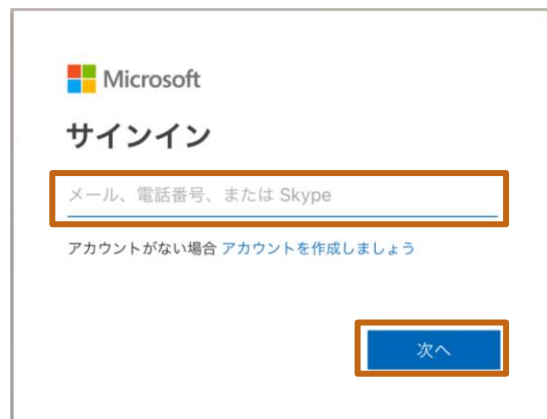 Microsoft
サインイン
メール、電話番号、または Skype
アカウントがない場合 アカウントを作成しましょう
次へ